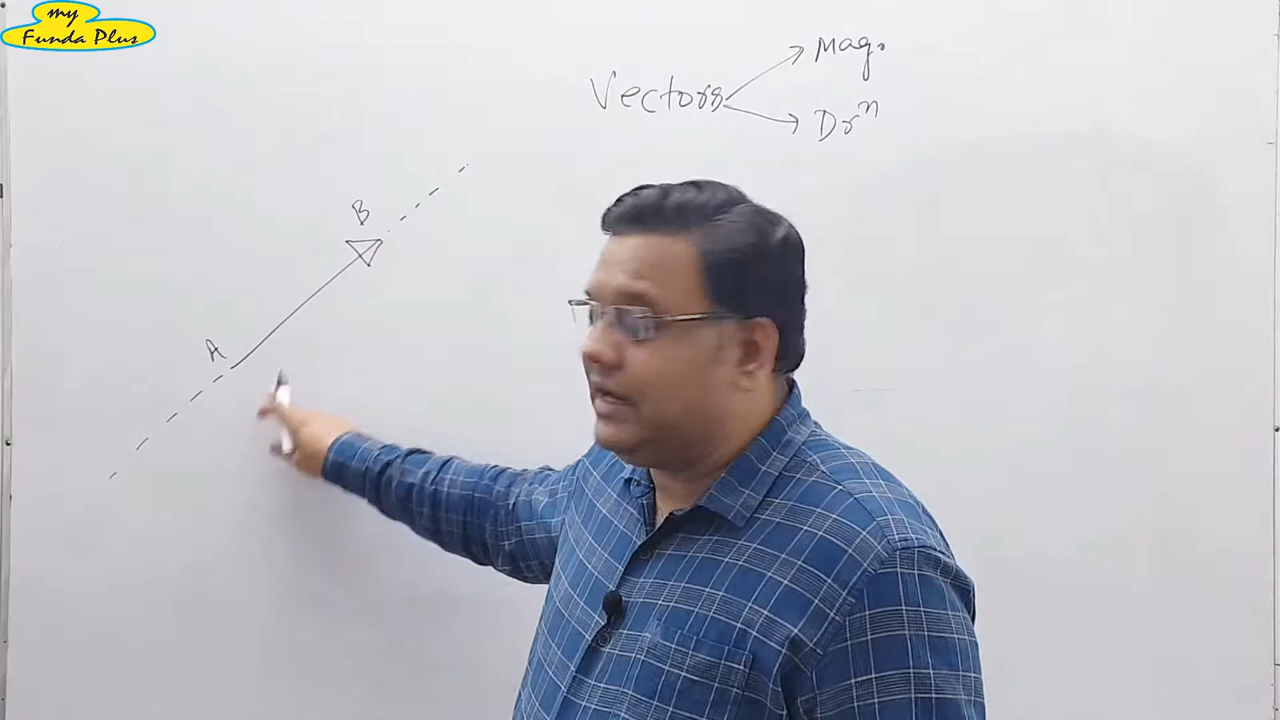 my
Funda Plus
Mag.
Vectors
Drⁿ
B
A